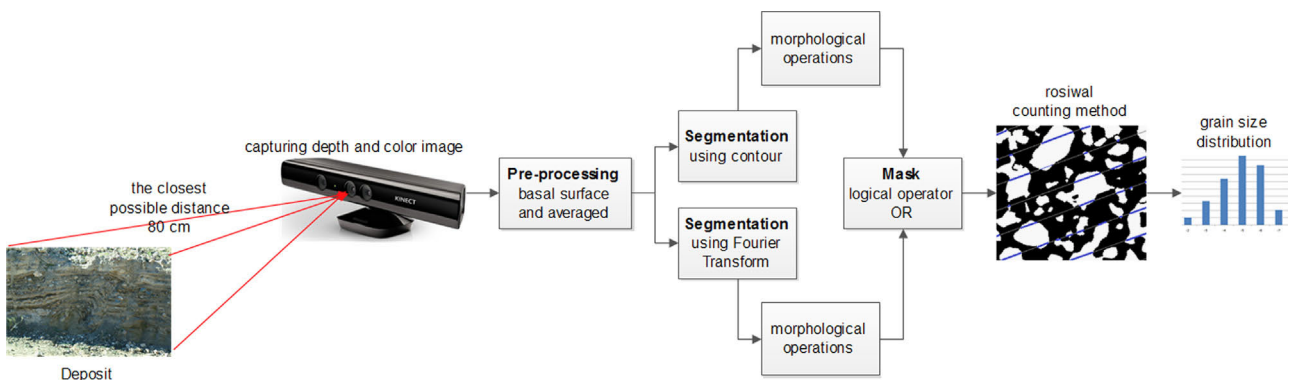 capturing depth and color image
the closest
possible distance
80 cm
KINECT
Deposit
Pre-processing
basal surface
and averaged
Segmentation
using contour
Segmentation
using Fourier
Transform
morphological
operations
morphological
operations
Mask
logical operator
OR
rosiwal
counting method
grain size
distribution